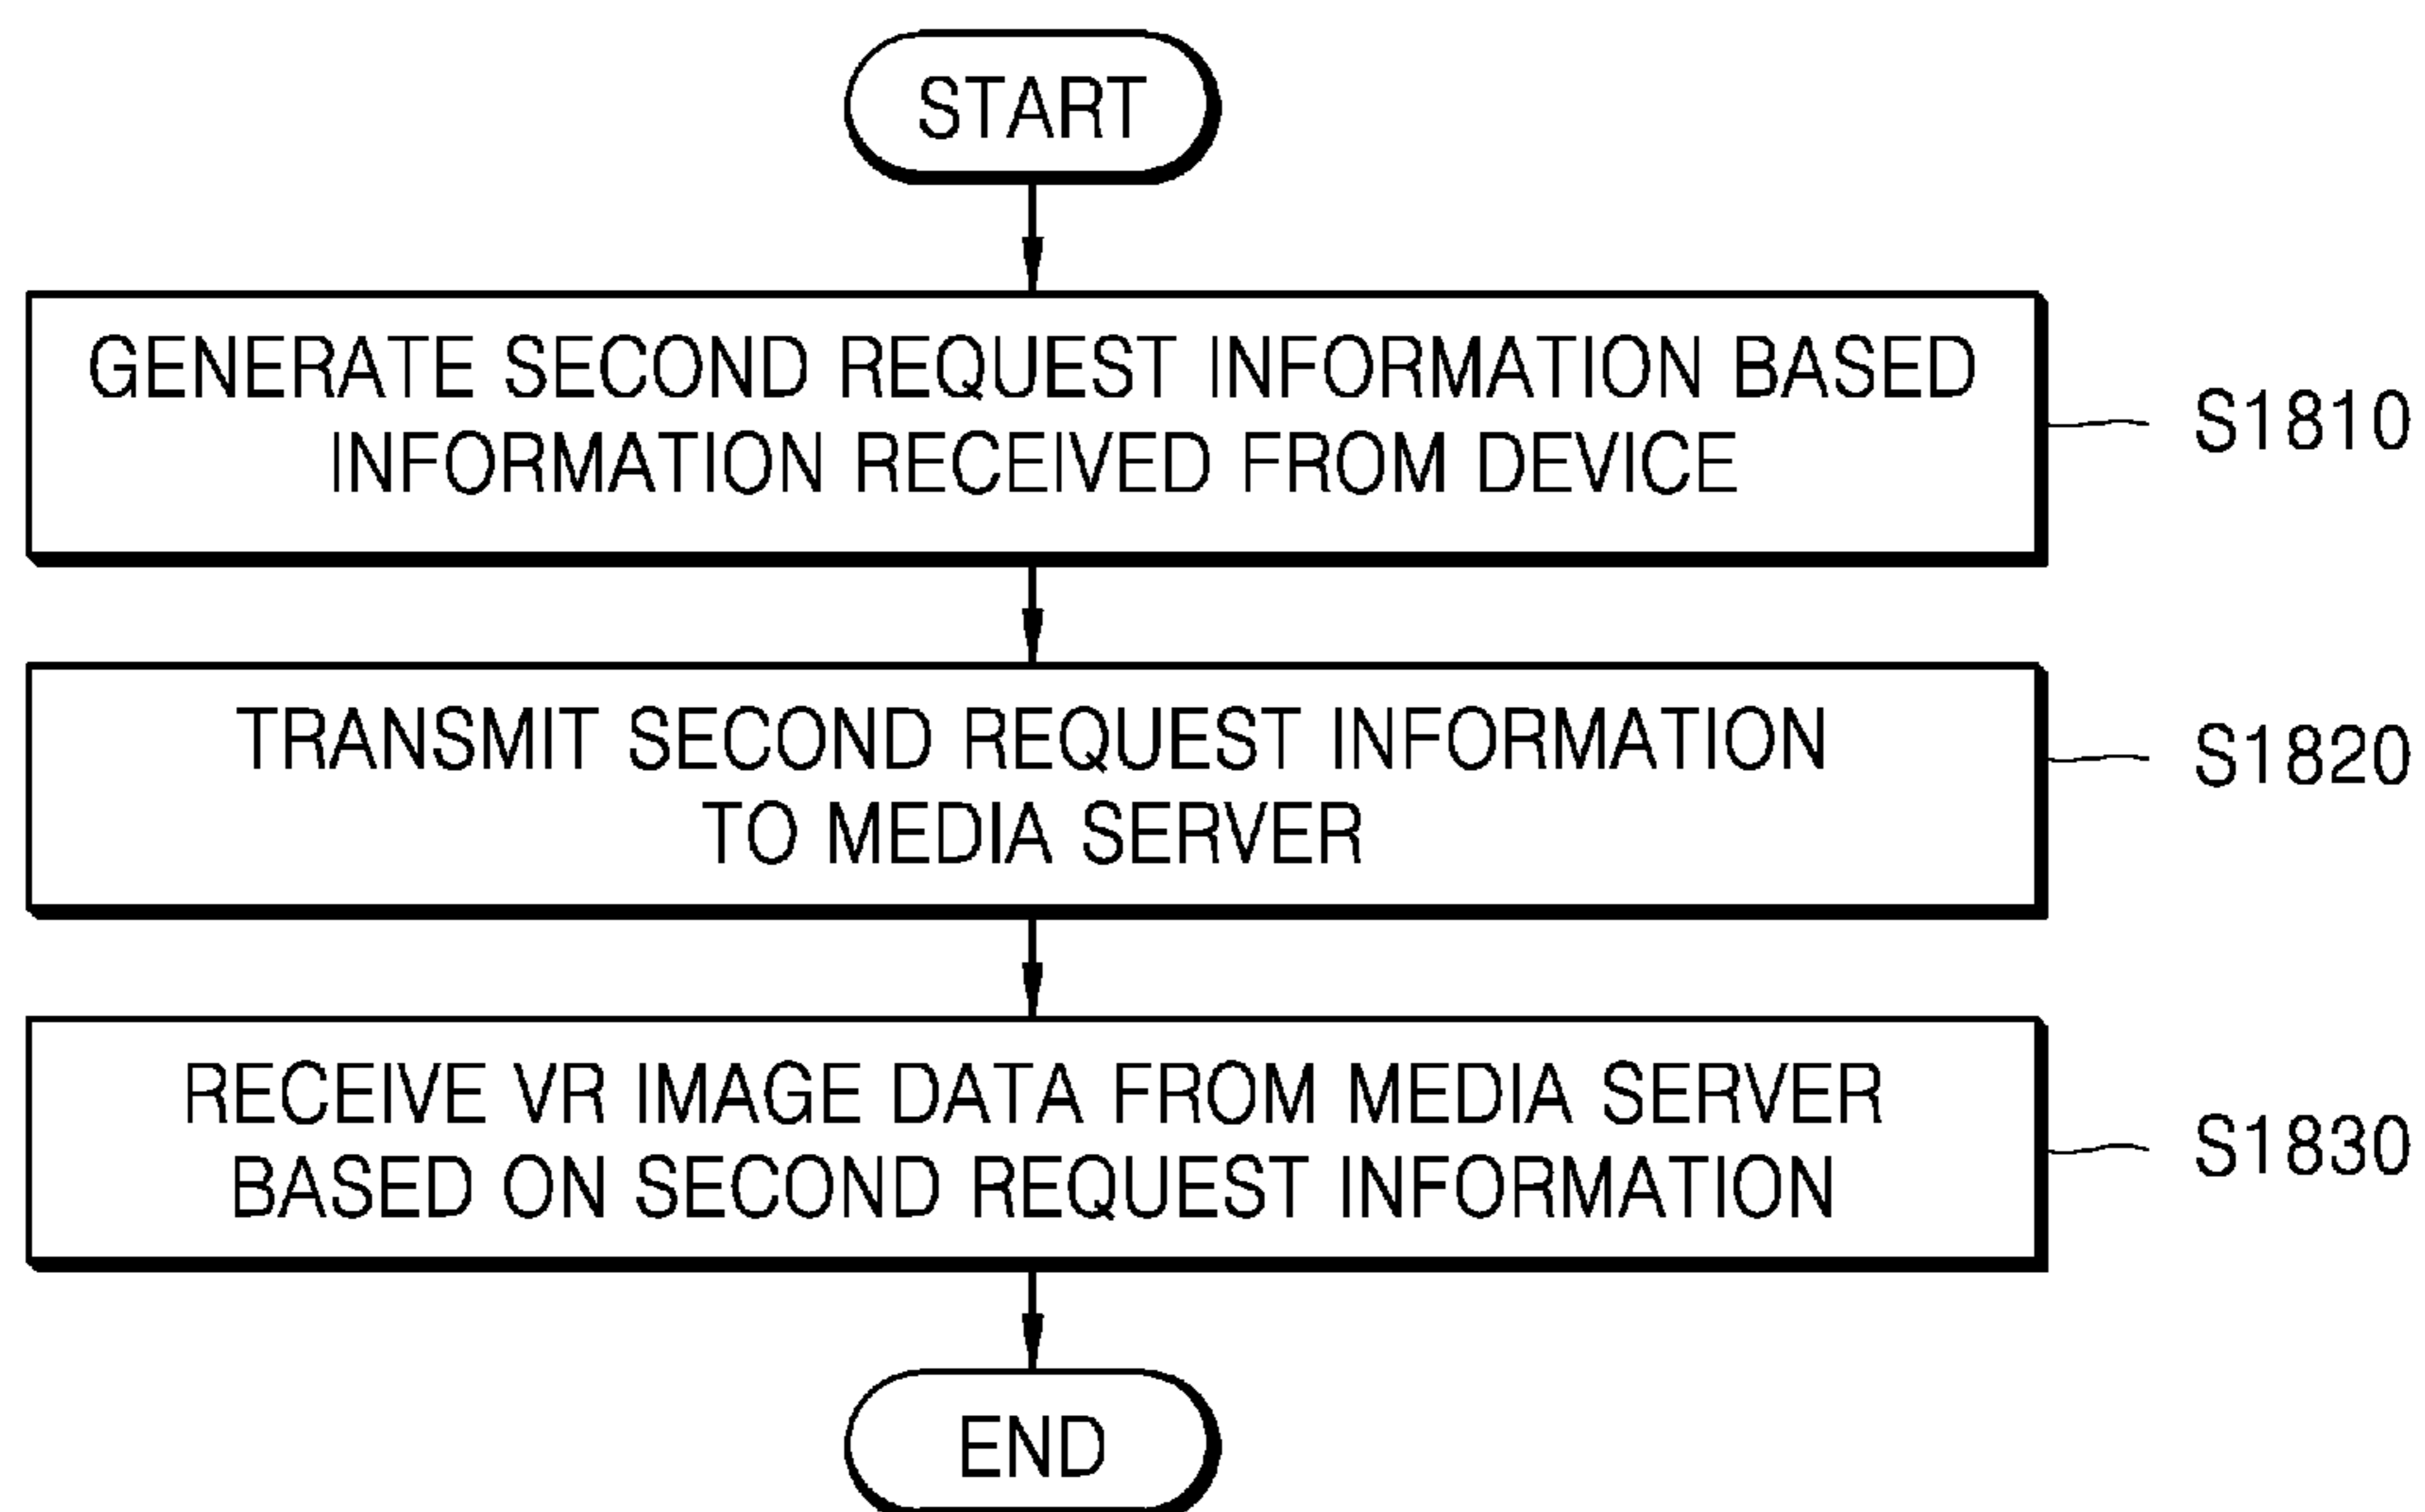 START
GENERATE SECOND REQUEST INFORMATION BASED
INFORMATION RECEIVED FROM DEVICE
S1810
TRANSMIT SECOND REQUEST INFORMATION
TO MEDIA SERVER
S1820
RECEIVE VR IMAGE DATA FROM MEDIA SERVER
BASED ON SECOND REQUEST INFORMATION
S1830
END